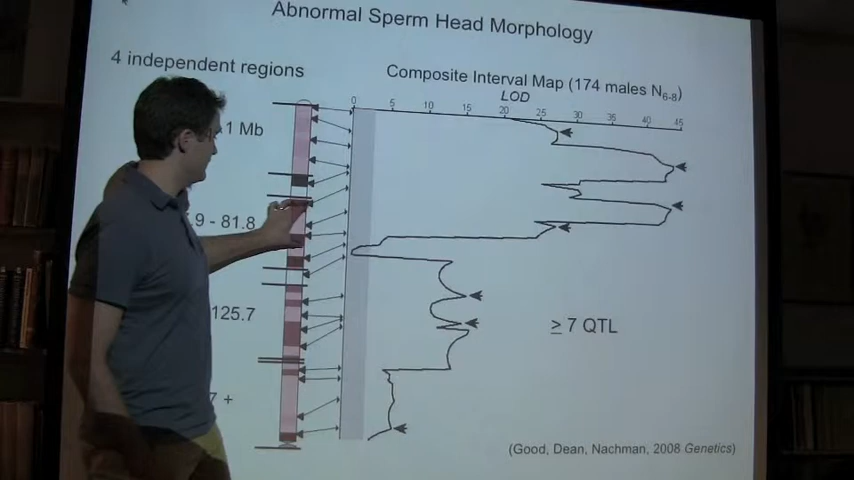 Abnormal Sperm Head Morphology
4 independent regions
Composite Interval Map (174 males N6-8)
LOD
0 5 10 15 20 25 30 35 40 45
1 Mb
9 - 81.8
125.7
+
≥ 7 QTL
(Good, Dean, Nachman, 2008 Genetics)